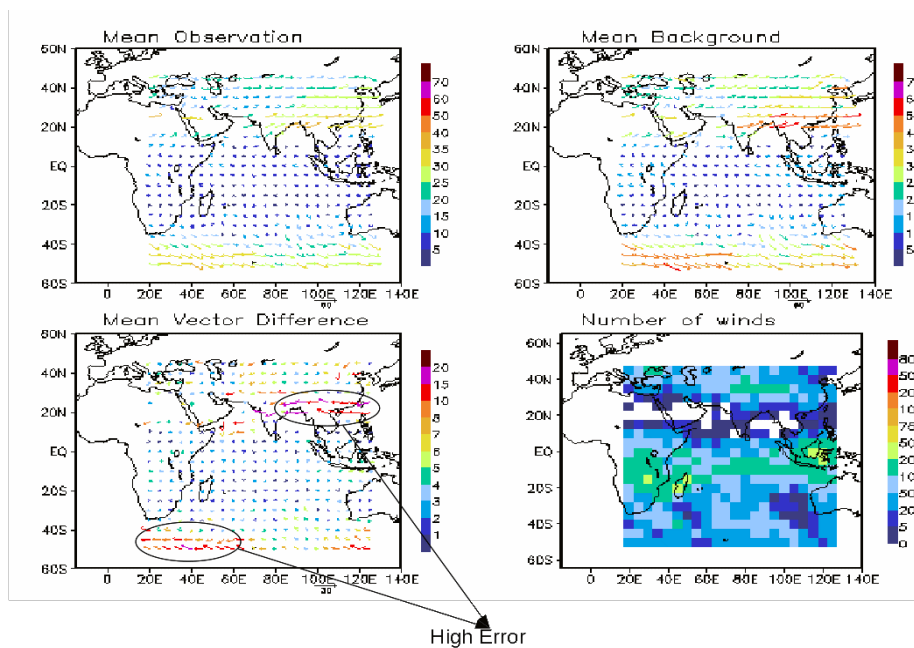 Mean Observation
60N
40N
20N
EQ
20S
40S
60S
0 20E 40E 60E 80E 100E 120E 140E
70
60
50
45
40
35
30
25
20
15
10
5
Mean Background
60N
40N
20N
EQ
20S
40S
60S
0 20E 40E 60E 80E 100E 120E 140E
Mean Vector Difference
60N
40N
20N
EQ
20S
40S
60S
0 20E 40E 60E 80E 100E 120E 140E
20
15
10
8
7
6
5
4
3
2
1
Number of winds
60N
40N
20N
EQ
20S
40S
60S
0 20E 40E 60E 80E 100E 120E 140E
High Error